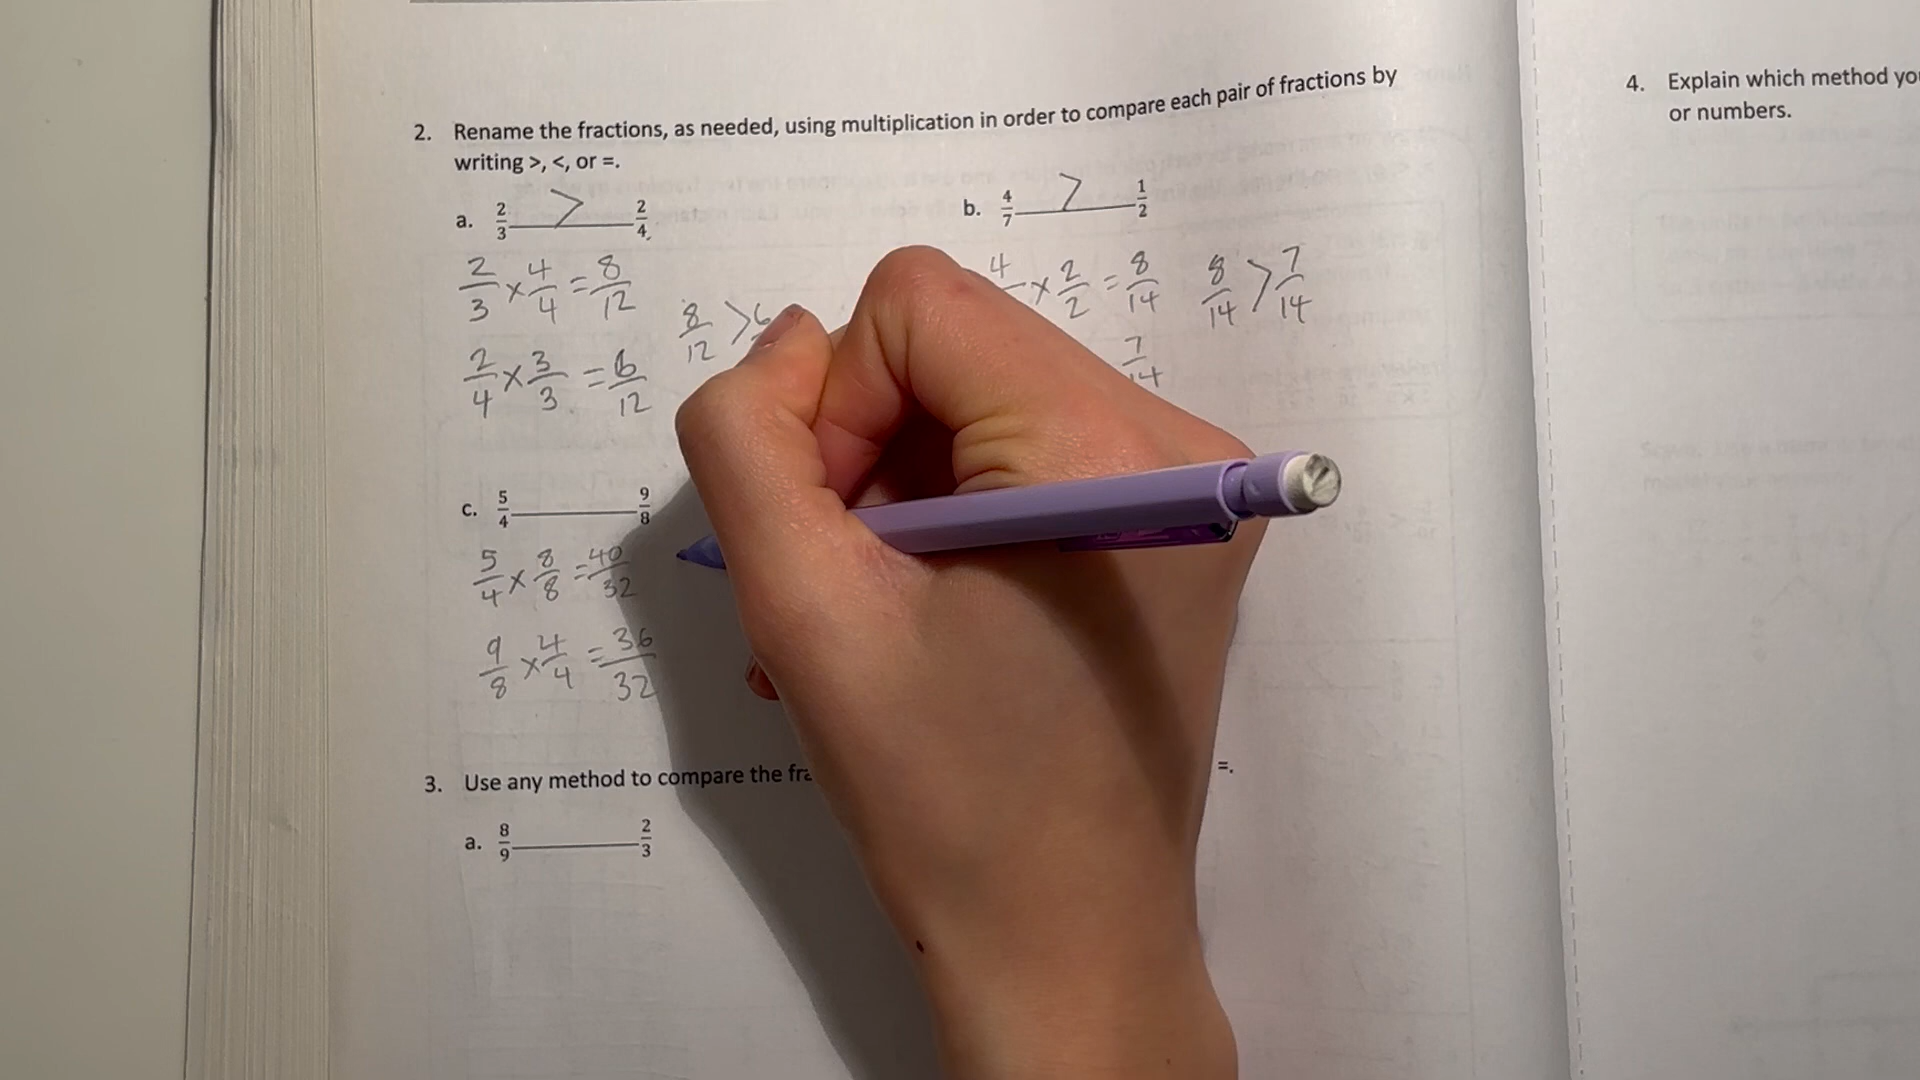 2. Rename the fractions, as needed, using multiplication in order to compare each pair of fractions by
writing >, <, or =.
a. 2/3 > 2/4
2/3 × 4/4 = 8/12
8/12 > 6
2/4 × 3/3 = 6/12
b. 4/7 > 1/2
4 × 2/2 = 8/14 8/14 > 7/14
7/14
c. 5/4 ______ 9/8
5/4 × 8/8 = 40/32
9/8 × 4/4 = 36/32
3. Use any method to compare the =.
a. 8/9 ______ 2/3
4. Explain which method
or numbers.